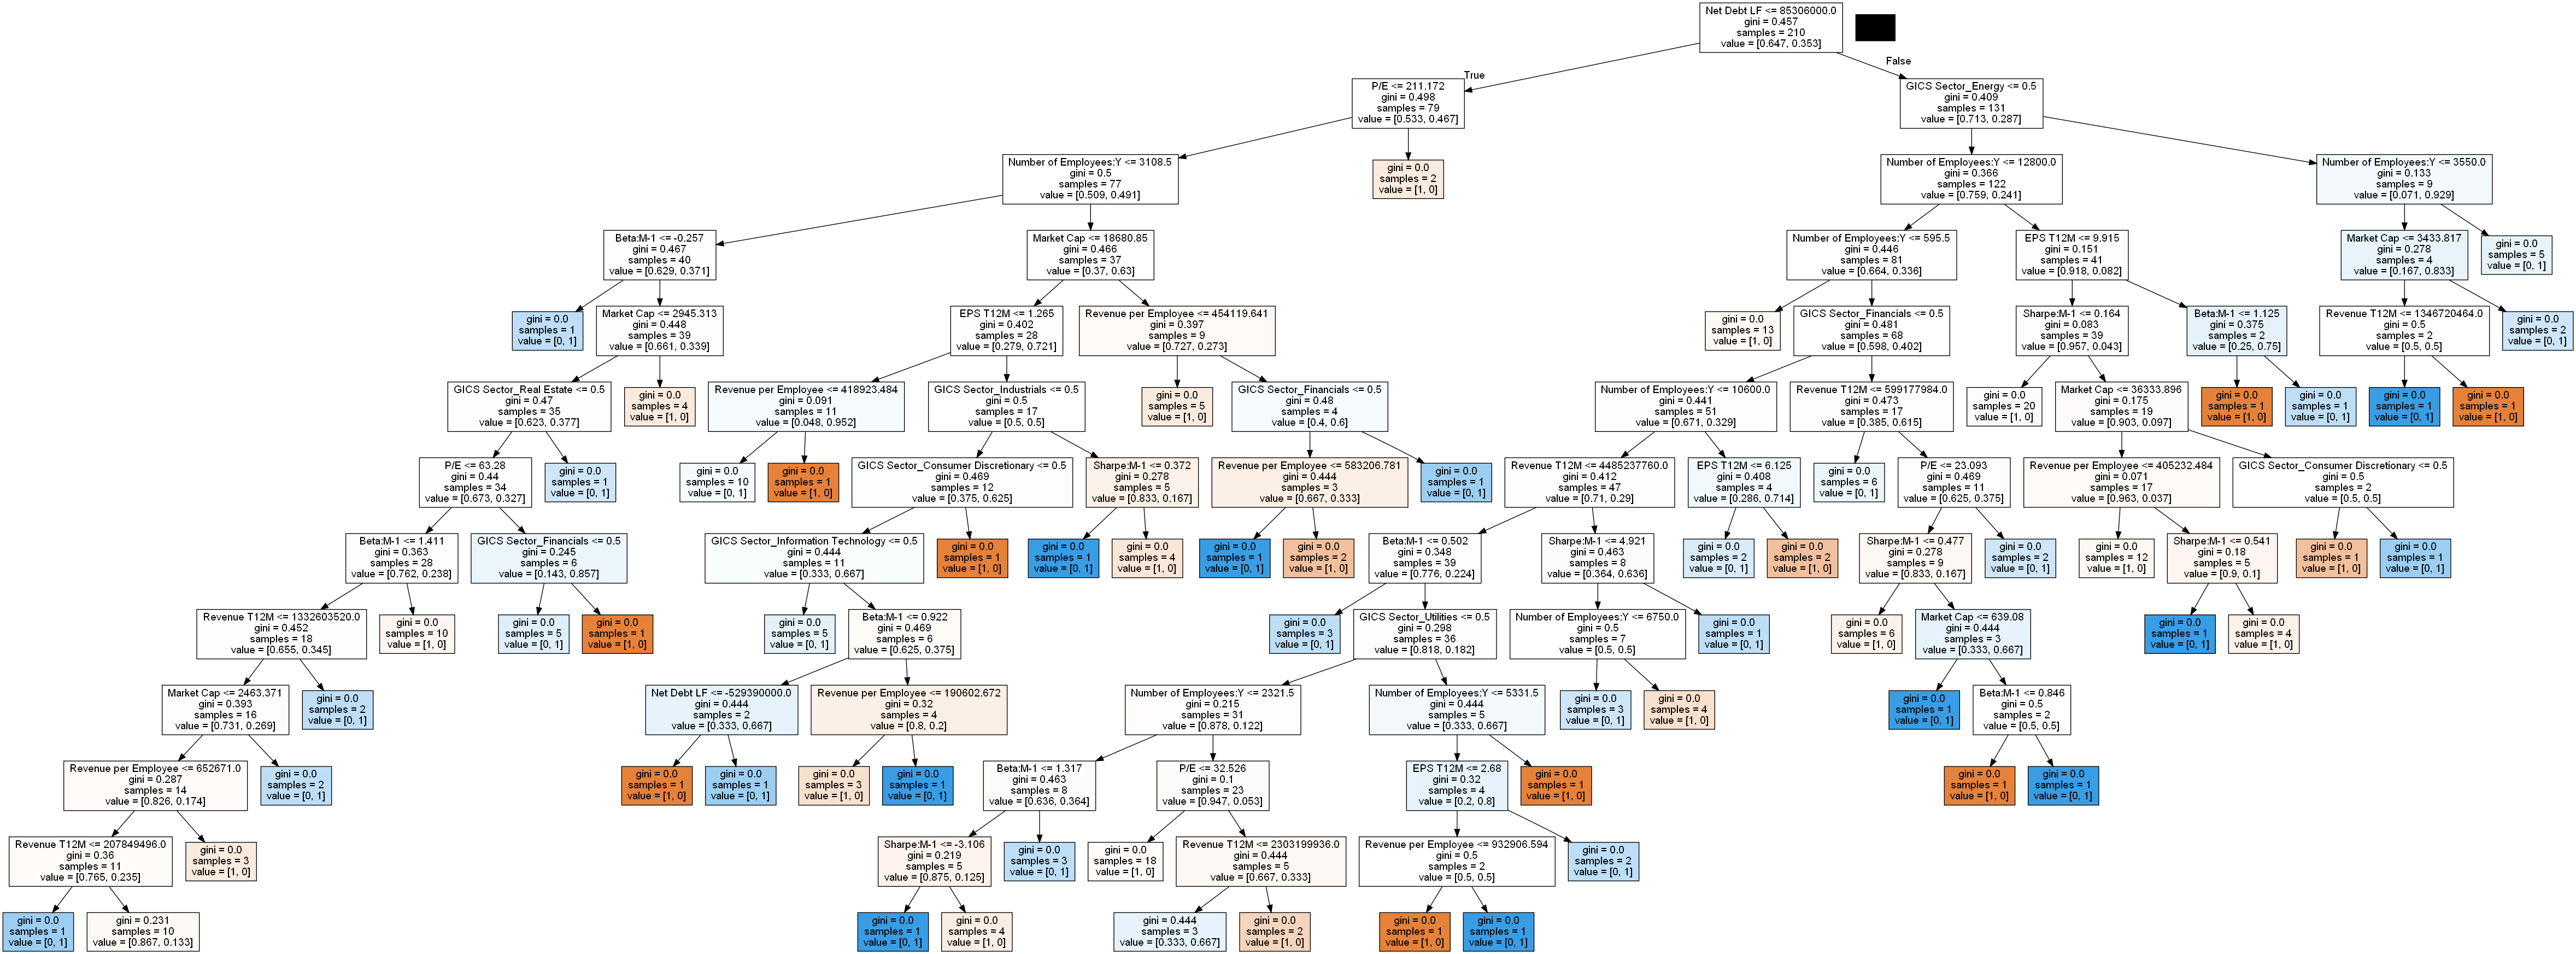 Net Debt LF <= 85306000.0
gini = 0.457
samples = 210
value = [0.647, 0.353]
True
False
P/E <= 211.172
gini = 0.498
samples = 79
value = [0.533, 0.467]
GICS Sector_Energy <= 0.5
gini = 0.409
samples = 131
value = [0.713, 0.287]
Number of Employees:Y <= 3108.5
gini = 0.5
samples = 77
value = [0.509, 0.491]
gini = 0.0
samples = 2
value = [1, 0]
Number of Employees:Y <= 12800.0
gini = 0.366
samples = 122
value = [0.759, 0.241]
Number of Employees:Y <= 3550.0
gini = 0.133
samples = 9
value = [0.071, 0.929]
Beta:M-1 <= -0.257
gini = 0.467
samples = 40
value = [0.629, 0.371]
Market Cap <= 18680.85
gini = 0.466
samples = 37
value = [0.37, 0.63]
Number of Employees:Y <= 595.5
gini = 0.446
samples = 81
value = [0.664, 0.336]
EPS T12M <= 9.915
gini = 0.151
samples = 41
value = [0.918, 0.082]
Market Cap <= 3433.817
gini = 0.278
samples = 4
value = [0.167, 0.833]
gini = 0.0
samples = 5
value = [0, 1]
gini = 0.0
samples = 1
value = [0, 1]
Market Cap <= 2945.313
gini = 0.448
samples = 39
value = [0.661, 0.339]
EPS T12M <= 1.265
gini = 0.402
samples = 28
value = [0.279, 0.721]
Revenue per Employee <= 454119.641
gini = 0.397
samples = 9
value = [0.727, 0.273]
gini = 0.0
samples = 13
value = [1, 0]
GICS Sector_Financials <= 0.5
gini = 0.481
samples = 68
value = [0.598, 0.402]
Sharpe:M-1 <= 0.164
gini = 0.083
samples = 39
value = [0.957, 0.043]
Beta:M-1 <= 1.125
gini = 0.375
samples = 2
value = [0.25, 0.75]
Revenue T12M <= 1346720464.0
gini = 0.5
samples = 2
value = [0.5, 0.5]
gini = 0.0
samples = 2
value = [0, 1]
GICS Sector_Real Estate <= 0.5
gini = 0.47
samples = 35
value = [0.623, 0.377]
gini = 0.0
samples = 4
value = [1, 0]
Revenue per Employee <= 418923.484
gini = 0.091
samples = 11
value = [0.048, 0.952]
GICS Sector_Industrials <= 0.5
gini = 0.5
samples = 17
value = [0.5, 0.5]
gini = 0.0
samples = 5
value = [1, 0]
GICS Sector_Financials <= 0.5
gini = 0.48
samples = 4
value = [0.4, 0.6]
Number of Employees:Y <= 10600.0
gini = 0.441
samples = 51
value = [0.671, 0.329]
Revenue T12M <= 599177984.0
gini = 0.473
samples = 17
value = [0.385, 0.615]
gini = 0.0
samples = 20
value = [1, 0]
Market Cap <= 36333.896
gini = 0.175
samples = 19
value = [0.903, 0.097]
gini = 0.0
samples = 1
value = [1, 0]
gini = 0.0
samples = 1
value = [0, 1]
gini = 0.0
samples = 1
value = [0, 1]
gini = 0.0
samples = 1
value = [1, 0]
P/E <= 63.28
gini = 0.44
samples = 34
value = [0.673, 0.327]
gini = 0.0
samples = 1
value = [0, 1]
gini = 0.0
samples = 10
value = [0, 1]
gini = 0.0
samples = 1
value = [1, 0]
GICS Sector_Consumer Discretionary <= 0.5
gini = 0.469
samples = 12
value = [0.375, 0.625]
Sharpe:M-1 <= 0.372
gini = 0.278
samples = 5
value = [0.833, 0.167]
Revenue per Employee <= 583206.781
gini = 0.444
samples = 3
value = [0.667, 0.333]
gini = 0.0
samples = 1
value = [0, 1]
Revenue T12M <= 4485237760.0
gini = 0.412
samples = 47
value = [0.71, 0.29]
EPS T12M <= 6.125
gini = 0.408
samples = 4
value = [0.286, 0.714]
gini = 0.0
samples = 6
value = [0, 1]
P/E <= 23.093
gini = 0.469
samples = 11
value = [0.625, 0.375]
Revenue per Employee <= 405232.484
gini = 0.071
samples = 17
value = [0.963, 0.037]
GICS Sector_Consumer Discretionary <= 0.5
gini = 0.5
samples = 2
value = [0.5, 0.5]
Beta:M-1 <= 1.411
gini = 0.363
samples = 28
value = [0.762, 0.238]
GICS Sector_Financials <= 0.5
gini = 0.245
samples = 6
value = [0.143, 0.857]
GICS Sector_Information Technology <= 0.5
gini = 0.444
samples = 11
value = [0.333, 0.667]
gini = 0.0
samples = 1
value = [1, 0]
gini = 0.0
samples = 1
value = [0, 1]
gini = 0.0
samples = 4
value = [1, 0]
gini = 0.0
samples = 1
value = [0, 1]
gini = 0.0
samples = 2
value = [1, 0]
Beta:M-1 <= 0.502
gini = 0.348
samples = 39
value = [0.776, 0.224]
Sharpe:M-1 <= 4.921
gini = 0.463
samples = 8
value = [0.364, 0.636]
gini = 0.0
samples = 2
value = [0, 1]
gini = 0.0
samples = 2
value = [1, 0]
Sharpe:M-1 <= 0.477
gini = 0.278
samples = 9
value = [0.833, 0.167]
gini = 0.0
samples = 2
value = [0, 1]
gini = 0.0
samples = 12
value = [1, 0]
Sharpe:M-1 <= 0.541
gini = 0.18
samples = 5
value = [0.9, 0.1]
gini = 0.0
samples = 1
value = [1, 0]
gini = 0.0
samples = 1
value = [0, 1]
Revenue T12M <= 1332603520.0
gini = 0.452
samples = 18
value = [0.655, 0.345]
gini = 0.0
samples = 10
value = [1, 0]
gini = 0.0
samples = 5
value = [0, 1]
gini = 0.0
samples = 1
value = [1, 0]
gini = 0.0
samples = 5
value = [0, 1]
Beta:M-1 <= 0.922
gini = 0.469
samples = 6
value = [0.625, 0.375]
gini = 0.0
samples = 3
value = [0, 1]
GICS Sector_Utilities <= 0.5
gini = 0.298
samples = 36
value = [0.818, 0.182]
Number of Employees:Y <= 6750.0
gini = 0.5
samples = 7
value = [0.5, 0.5]
gini = 0.0
samples = 1
value = [0, 1]
gini = 0.0
samples = 6
value = [1, 0]
Market Cap <= 639.08
gini = 0.444
samples = 3
value = [0.333, 0.667]
gini = 0.0
samples = 1
value = [0, 1]
gini = 0.0
samples = 4
value = [1, 0]
Market Cap <= 2463.371
gini = 0.393
samples = 16
value = [0.731, 0.269]
gini = 0.0
samples = 2
value = [0, 1]
Net Debt LF <= -529390000.0
gini = 0.444
samples = 2
value = [0.333, 0.667]
Revenue per Employee <= 190602.672
gini = 0.32
samples = 4
value = [0.8, 0.2]
Number of Employees:Y <= 2321.5
gini = 0.215
samples = 31
value = [0.878, 0.122]
Number of Employees:Y <= 5331.5
gini = 0.444
samples = 5
value = [0.333, 0.667]
gini = 0.0
samples = 3
value = [0, 1]
gini = 0.0
samples = 4
value = [1, 0]
gini = 0.0
samples = 1
value = [0, 1]
Beta:M-1 <= 0.846
gini = 0.5
samples = 2
value = [0.5, 0.5]
Revenue per Employee <= 652671.0
gini = 0.287
samples = 14
value = [0.826, 0.174]
gini = 0.0
samples = 2
value = [0, 1]
gini = 0.0
samples = 1
value = [1, 0]
gini = 0.0
samples = 1
value = [0, 1]
gini = 0.0
samples = 3
value = [1, 0]
gini = 0.0
samples = 1
value = [0, 1]
Beta:M-1 <= 1.317
gini = 0.463
samples = 8
value = [0.636, 0.364]
P/E <= 32.526
gini = 0.1
samples = 23
value = [0.947, 0.053]
EPS T12M <= 2.68
gini = 0.32
samples = 4
value = [0.2, 0.8]
gini = 0.0
samples = 1
value = [1, 0]
gini = 0.0
samples = 1
value = [1, 0]
gini = 0.0
samples = 1
value = [0, 1]
Revenue T12M <= 207849496.0
gini = 0.36
samples = 11
value = [0.765, 0.235]
gini = 0.0
samples = 3
value = [1, 0]
Sharpe:M-1 <= -3.106
gini = 0.219
samples = 5
value = [0.875, 0.125]
gini = 0.0
samples = 3
value = [0, 1]
gini = 0.0
samples = 18
value = [1, 0]
Revenue T12M <= 2303199936.0
gini = 0.444
samples = 5
value = [0.667, 0.333]
Revenue per Employee <= 932906.594
gini = 0.5
samples = 2
value = [0.5, 0.5]
gini = 0.0
samples = 2
value = [0, 1]
gini = 0.0
samples = 1
value = [0, 1]
gini = 0.231
samples = 10
value = [0.867, 0.133]
gini = 0.0
samples = 1
value = [0, 1]
gini = 0.0
samples = 4
value = [1, 0]
gini = 0.444
samples = 3
value = [0.333, 0.667]
gini = 0.0
samples = 2
value = [1, 0]
gini = 0.0
samples = 1
value = [1, 0]
gini = 0.0
samples = 1
value = [0, 1]